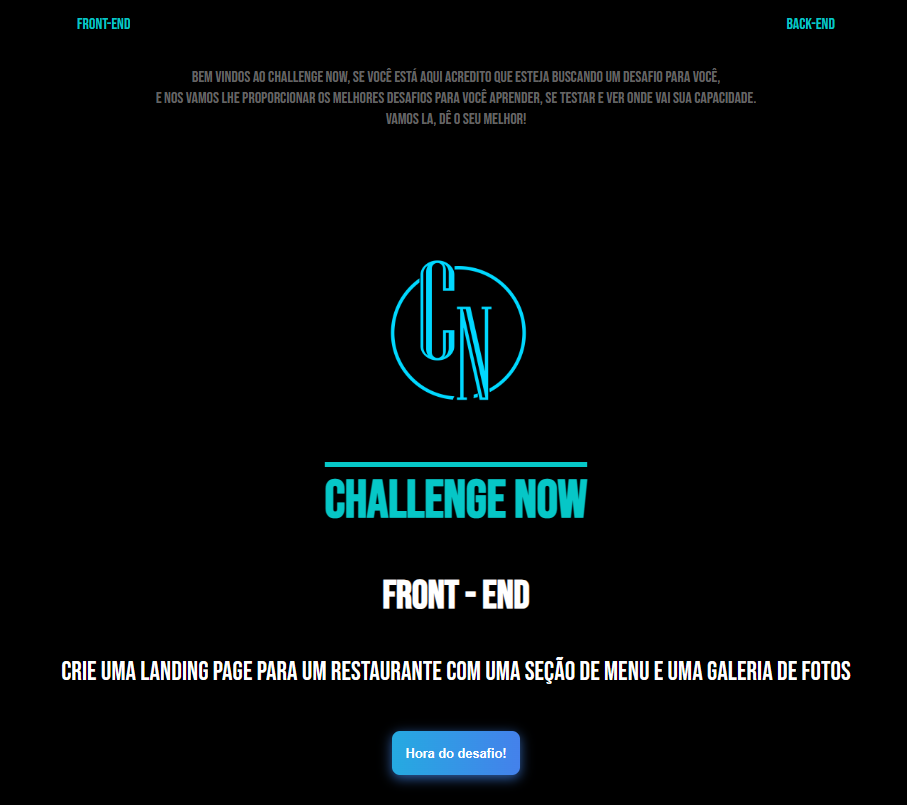 FRONT-END
BACK-END
BEM VINDOS AO CHALLENGE NOW, SE VOCÊ ESTÁ AQUI ACREDITO QUE ESTEJA BUSCANDO UM DESAFIO PARA VOCÊ,
E NOS VAMOS LHE PROPORCIONAR OS MELHORES DESAFIOS PARA VOCÊ APRENDER, SE TESTAR E VER ONDE VAI SUA CAPACIDADE.
VAMOS LA, DÊ O SEU MELHOR!
CN
CHALLENGE NOW
FRONT - END
CRIE UMA LANDING PAGE PARA UM RESTAURANTE COM UMA SEÇÃO DE MENU E UMA GALERIA DE FOTOS
Hora do desafio!